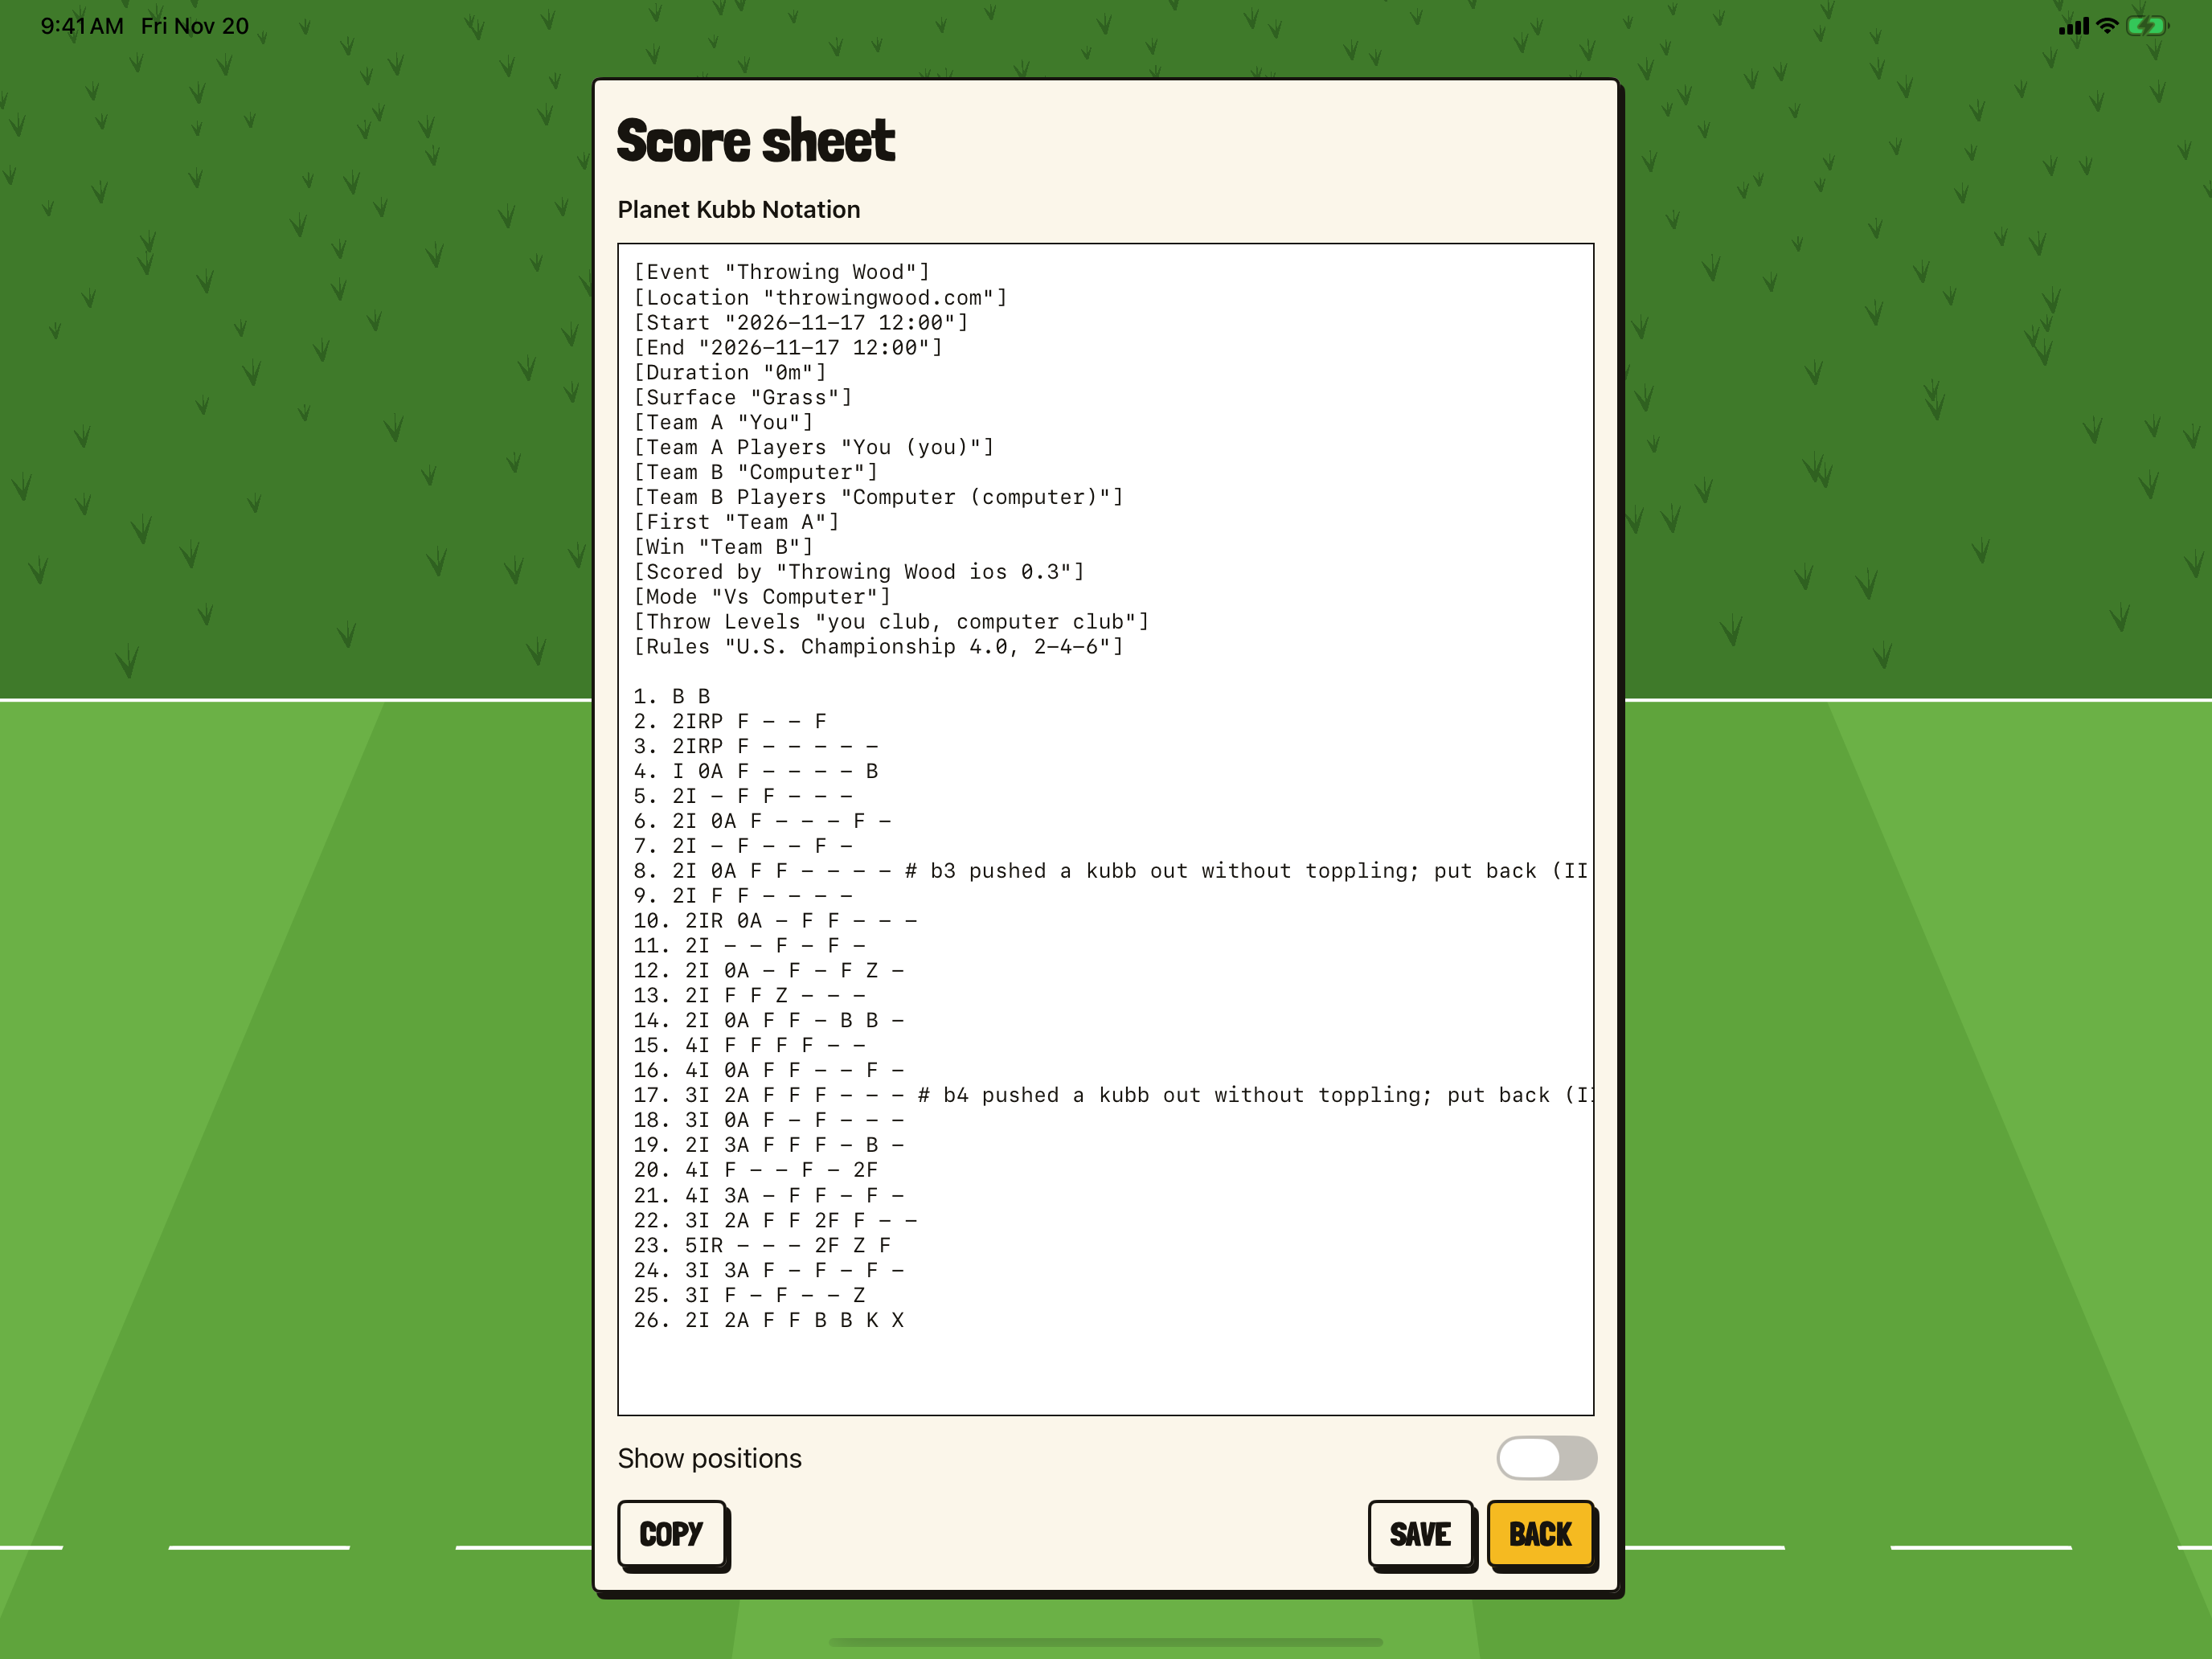 9:41 AM Fri Nov 20
Score sheet
Planet Kubb Notation
[Event "Throwing Wood"]
[Location "throwingwood.com"]
[Start "2026-11-17 12:00"]
[End "2026-11-17 12:00"]
[Duration "0m"]
[Surface "Grass"]
[Team A "You"]
[Team A Players "You (you)"]
[Team B "Computer"]
[Team B Players "Computer (computer)"]
[First "Team A"]
[Win "Team B"]
[Scored by "Throwing Wood ios 0.3"]
[Mode "Vs Computer"]
[Throw Levels "you club, computer club"]
[Rules "U.S. Championship 4.0, 2-4-6"]
1. B B
2. 2IRP F - - F
3. 2IRP F - - - - -
4. I 0A F - - - - B
5. 2I - F F - - -
6. 2I 0A F - - - F -
7. 2I - F - - F -
8. 2I 0A F F - - - - # b3 pushed a kubb out without toppling; put back (II
9. 2I F F - - - -
10. 2IR 0A - F F - - -
11. 2I - - F - F -
12. 2I 0A - F - F Z -
13. 2I F F Z - - -
14. 2I 0A F F - B B -
15. 4I F F F F - -
16. 4I 0A F F - - F -
17. 3I 2A F F F - - - # b4 pushed a kubb out without toppling; put back (II
18. 3I 0A F - F - - -
19. 2I 3A F F F - B -
20. 4I F - - F - 2F
21. 4I 3A - F F - F -
22. 3I 2A F F 2F F - -
23. 5IR - - - 2F Z F
24. 3I 3A F - F - F -
25. 3I F - F - - Z
26. 2I 2A F F B B K X
Show positions
COPY
SAVE
BACK